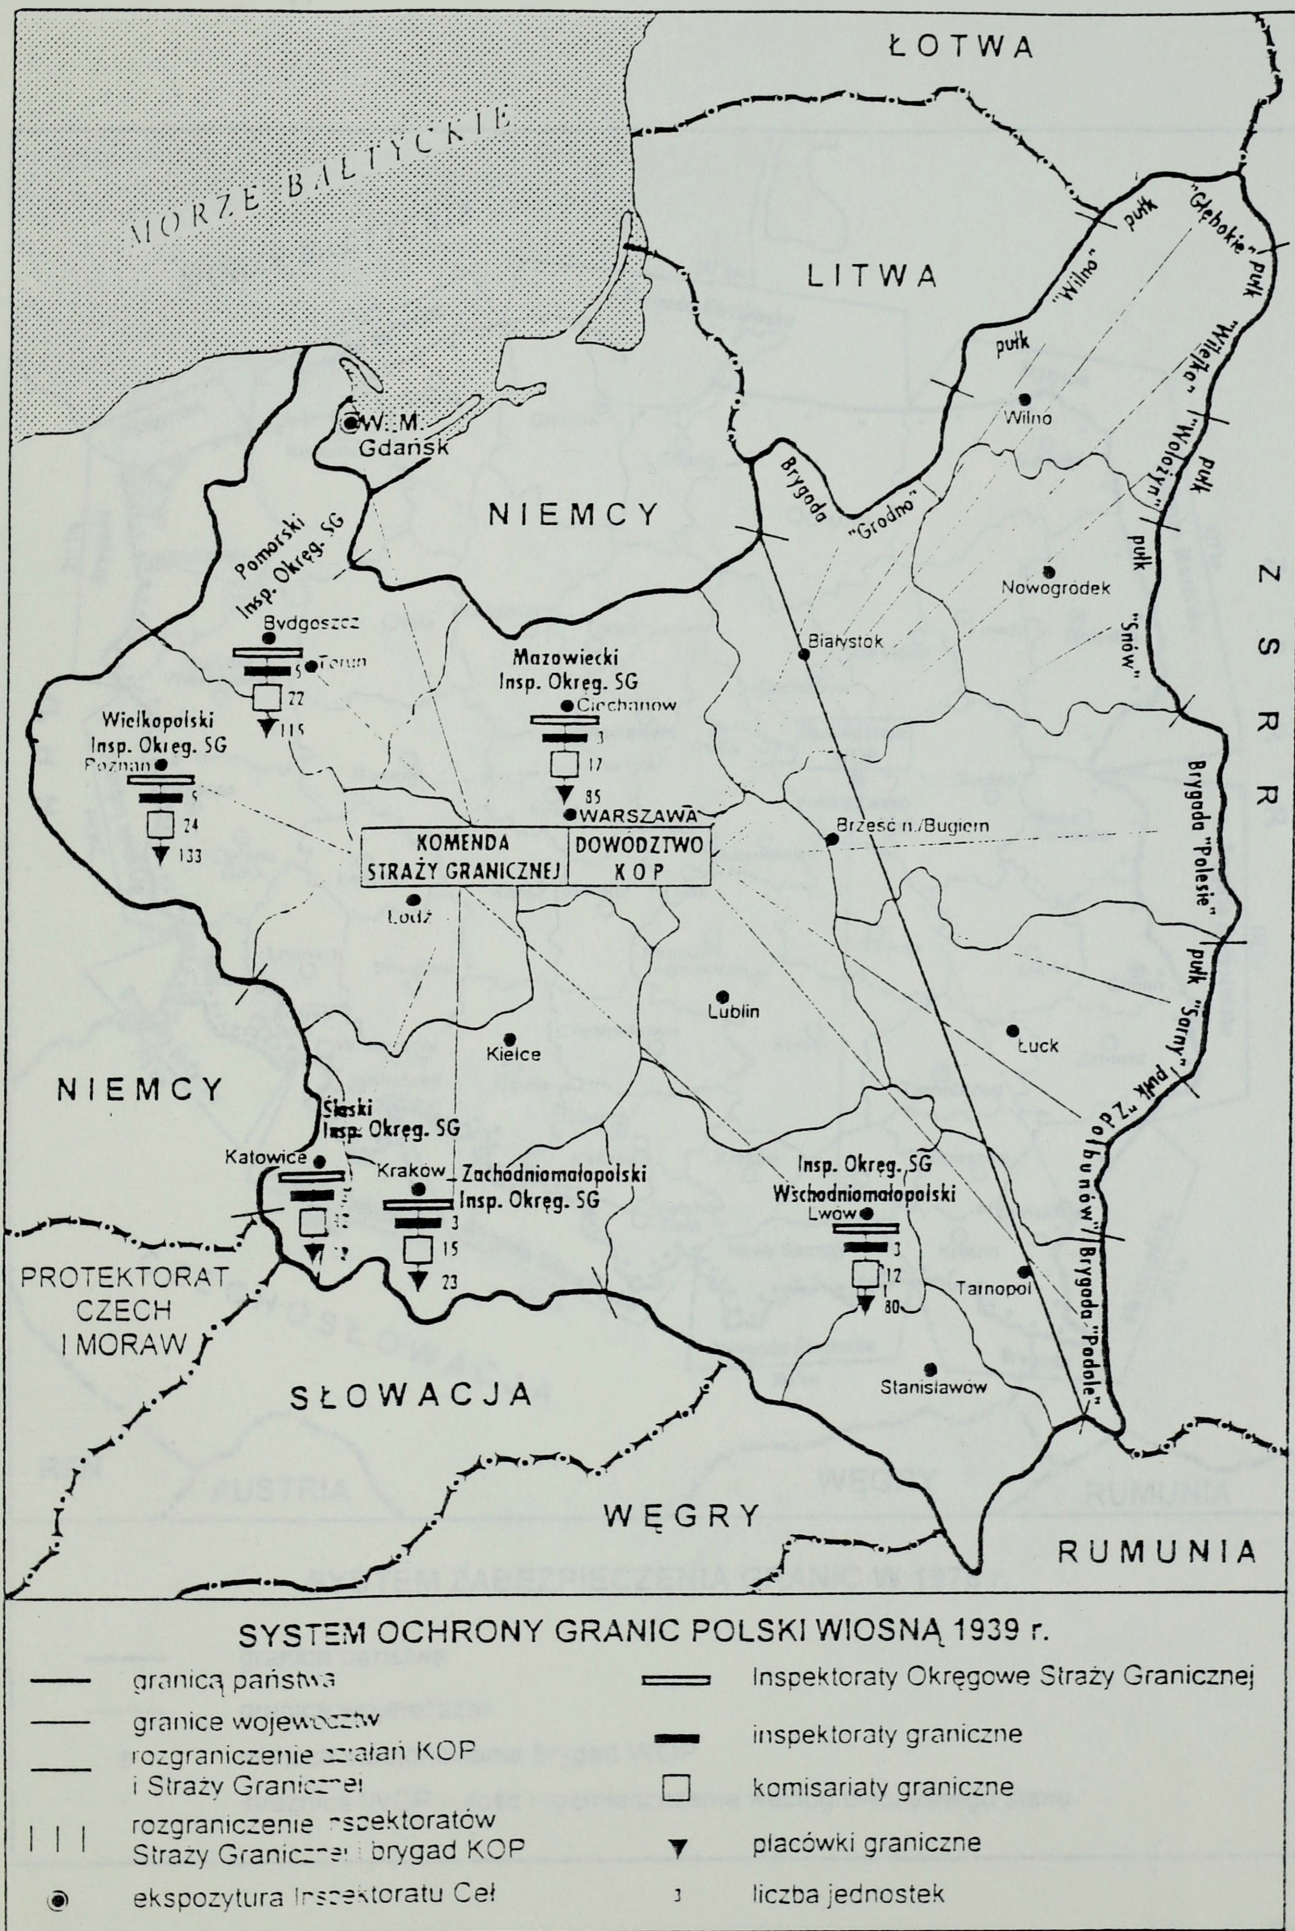 ŁOTWA
MORZE BAŁTYCKIE
LITWA
pułk
"Głębokie"
pułk
"Wilno"
pułk
"Wilejka"
pułk
"Wołożyn"
pułk
"Snów"
Wilno
W. M.
Gdańsk
NIEMCY
Brygada
"Grodno"
Nowogródek
Z S R R
Pomorski
Insp. Okręg. SG
Bydgoszcz
5
22
115
Toruń
Białystok
Mazowiecki
Insp. Okręg. SG
Ciechanów
3
17
85
Wielkopolski
Insp. Okręg. SG
Poznań
5
24
133
WARSZAWA
KOMENDA
STRAŻY GRANICZNEJ
DOWÓDZTWO
K O P
Brześć n./Bugiem
Brygada "Polesie"
Łódź
Lublin
Kielce
Łuck
pułk "Sarny"
pułk "Zdołbunów"
NIEMCY
Śląski
Insp. Okręg. SG
Katowice
12
Kraków
Zachodniomałopolski
Insp. Okręg. SG
3
15
23
Insp. Okręg. SG
Wschodniomałopolski
Lwów
3
12
80
Tarnopol
Brygada "Podole"
Stanisławów
PROTEKTORAT
CZECH
I MORAW
SŁOWACJA
WĘGRY
RUMUNIA
SYSTEM OCHRONY GRANIC POLSKI WIOSNĄ 1939 r.
granicą państwa
granice województw
rozgraniczenie działań KOP
i Straży Granicznej
rozgraniczenie inspektoratów
Straży Granicznej i brygad KOP
ekspozytura Inspektoratu Ceł
Inspektoraty Okręgowe Straży Granicznej
inspektoraty graniczne
komisariaty graniczne
placówki graniczne
3 liczba jednostek